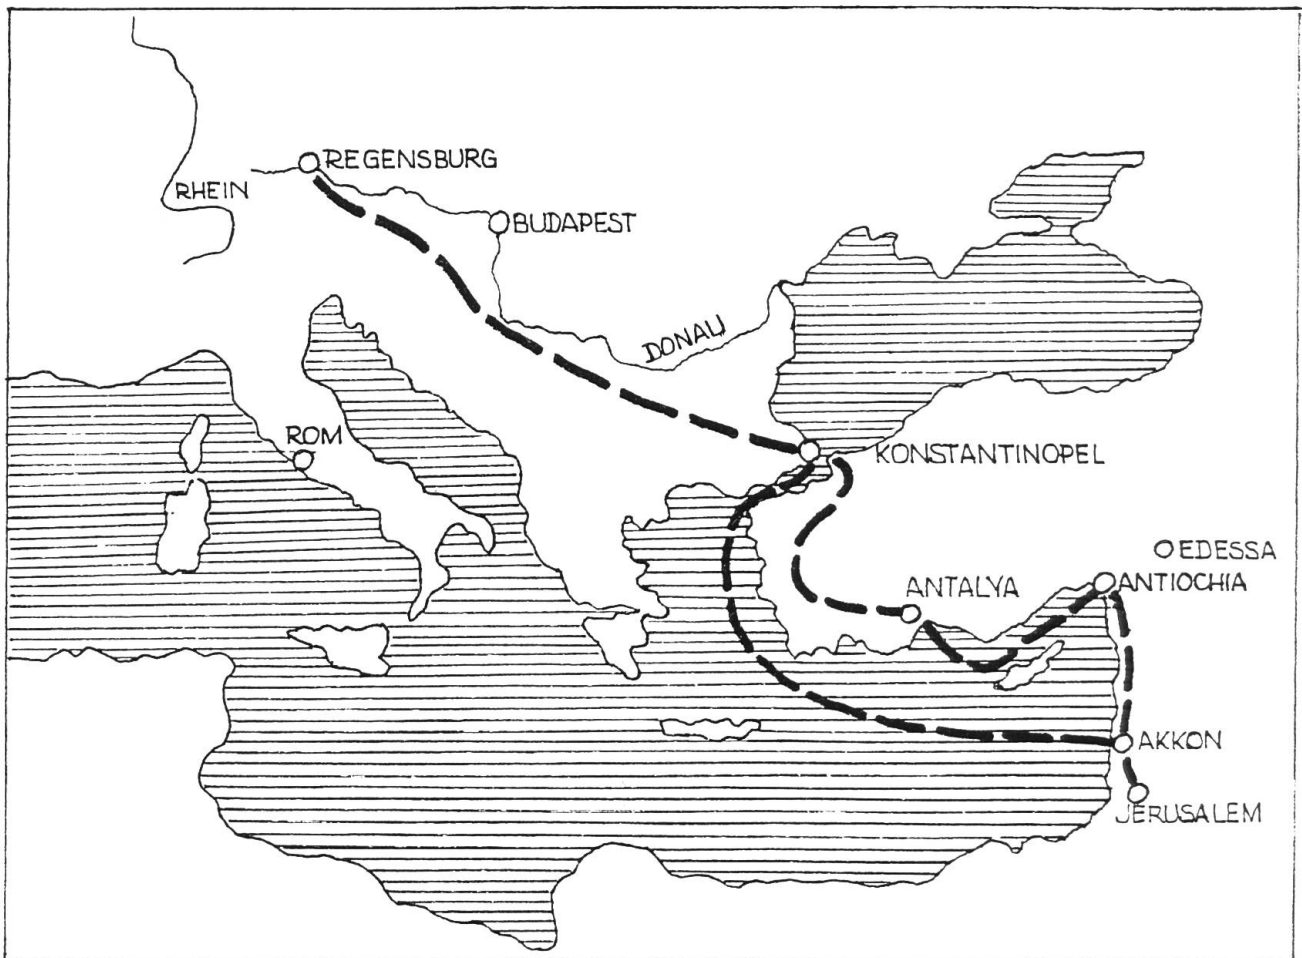 REGENSBURG
RHEIN
BUDAPEST
DONAU
ROM
KONSTANTINOPEL
EDESSA
ANTIOCHIA
ANTALYA
AKKON
JERUSALEM